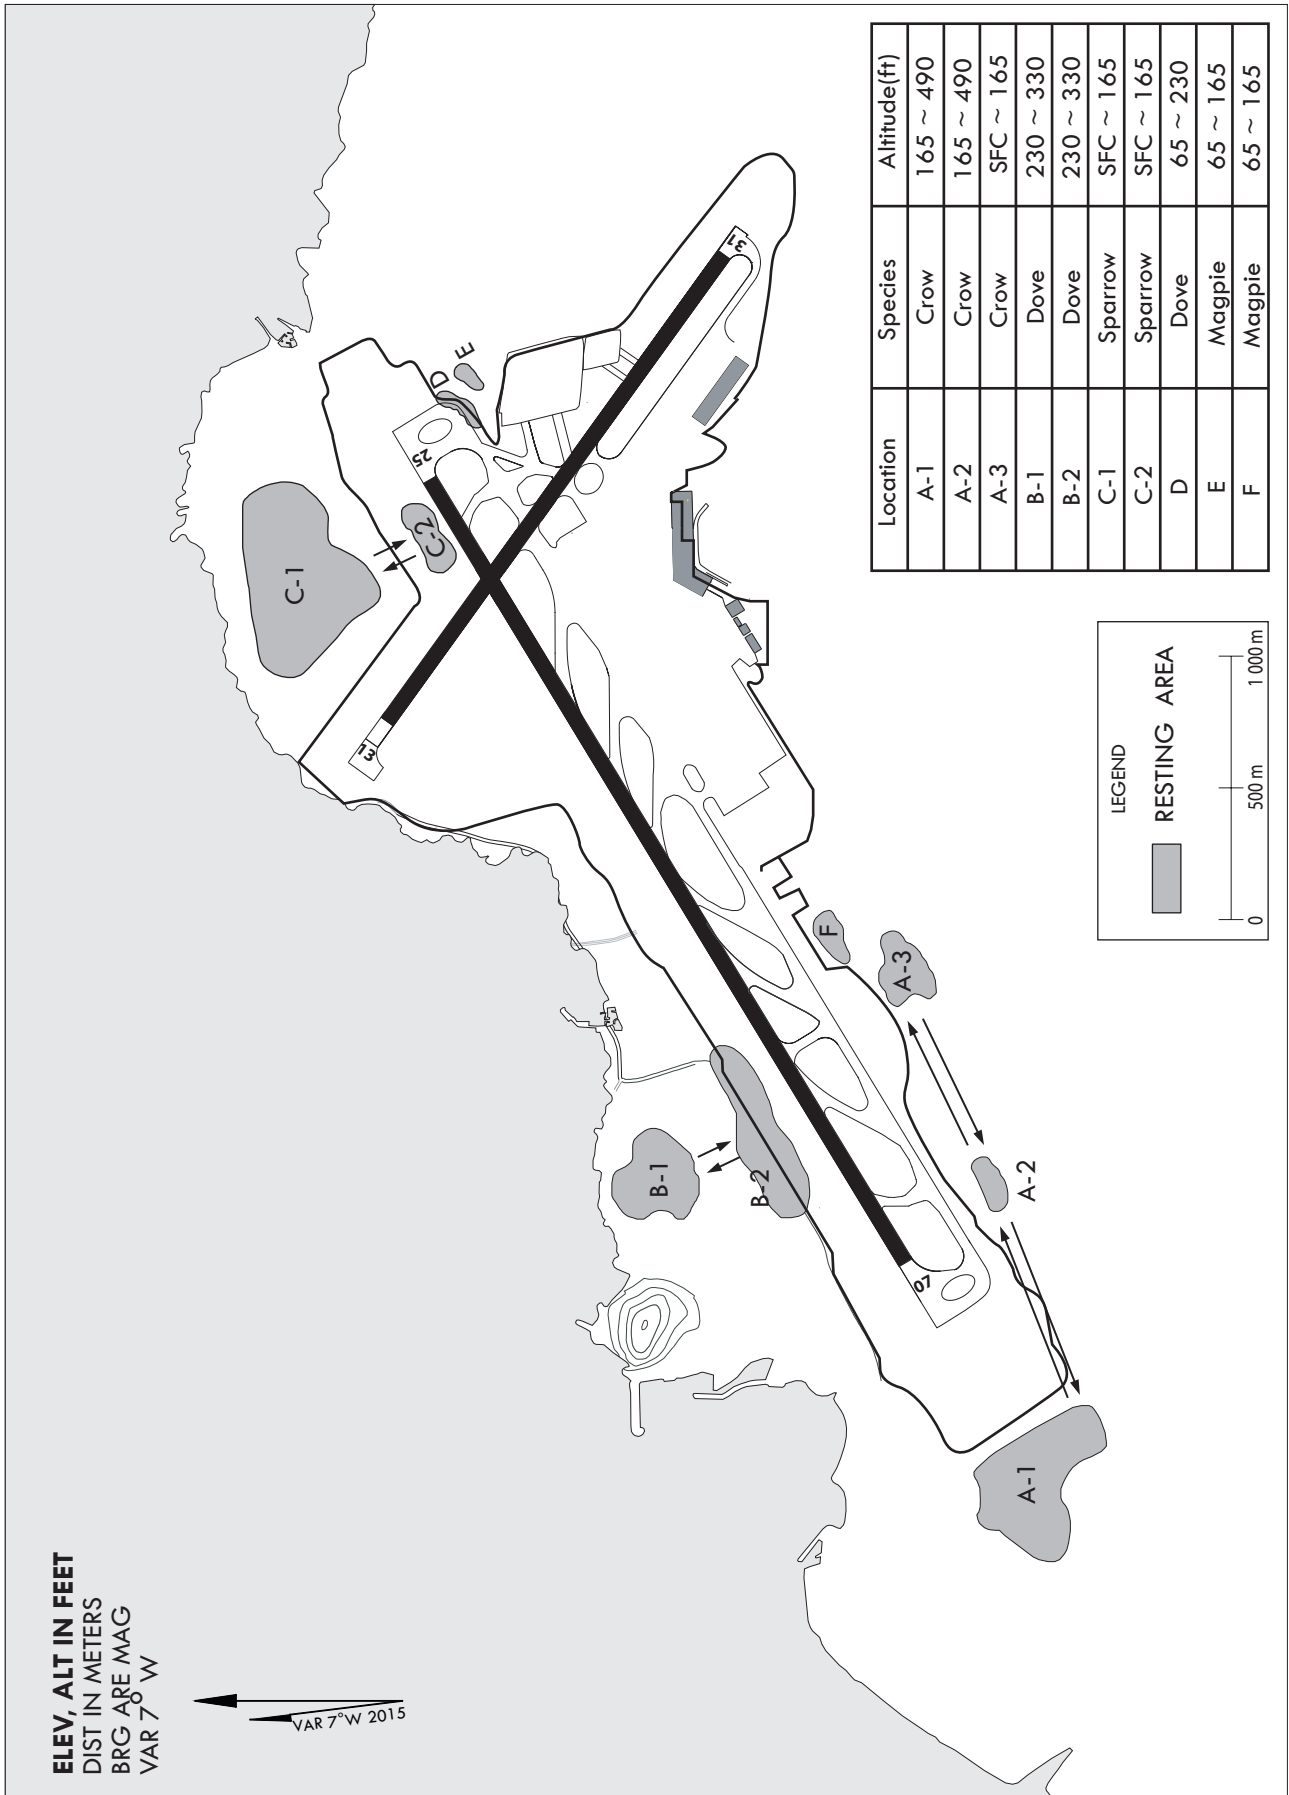 ELEV, ALT IN FEET
DIST IN METERS
BRG ARE MAG
VAR 7° W
VAR 7°W 2015
13
31
25
07
C-1
C-2
D
E
B-1
B-2
F
A-3
A-2
A-1
LEGEND
RESTING AREA
0 500 m 1 000 m
Location Species Altitude(ft)
A-1 Crow 165 ~ 490
A-2 Crow 165 ~ 490
A-3 Crow SFC ~ 165
B-1 Dove 230 ~ 330
B-2 Dove 230 ~ 330
C-1 Sparrow SFC ~ 165
C-2 Sparrow SFC ~ 165
D Dove 65 ~ 230
E Magpie 65 ~ 165
F Magpie 65 ~ 165